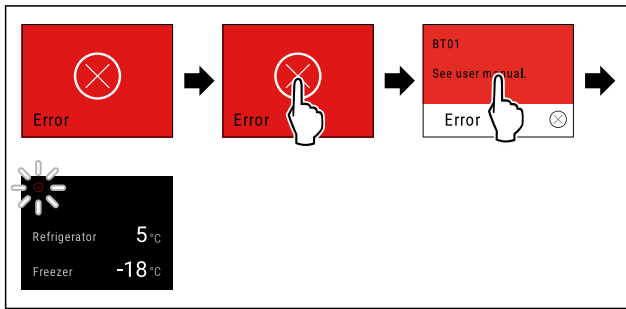 Error
Error
BT01
See user manual.
Error
Refrigerator 5°C
Freezer -18°C